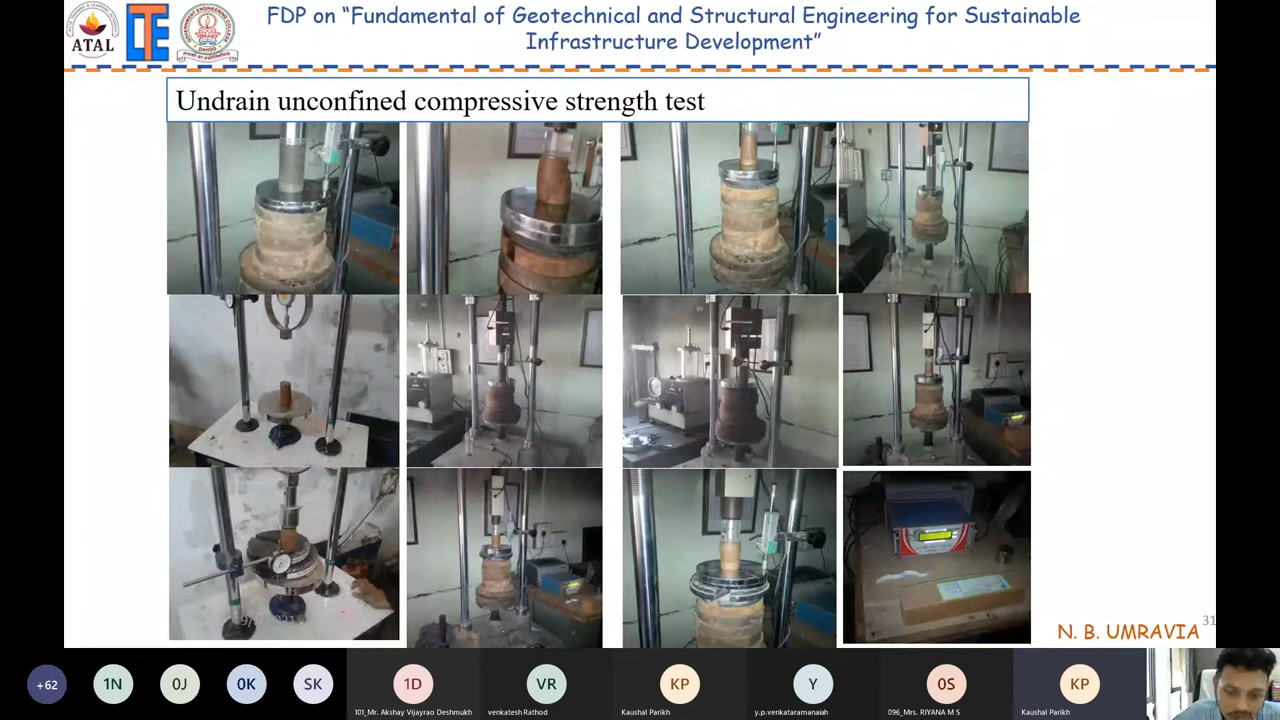 FDP on “Fundamental of Geotechnical and Structural Engineering for Sustainable
Infrastructure Development”
ATAL
LTE
Undrain unconfined compressive strength test
N. B. UMRAVIA
31
+62
1N
0J
0K
SK
1D
VR
KP
Y
0S
KP
101_Mr. Akshay Vijayrao Deshmukh
venkatesh Rathod
Kaushal Parikh
y.p.venkataramanaiah
096_Mrs. RIYANA M S
Kaushal Parikh